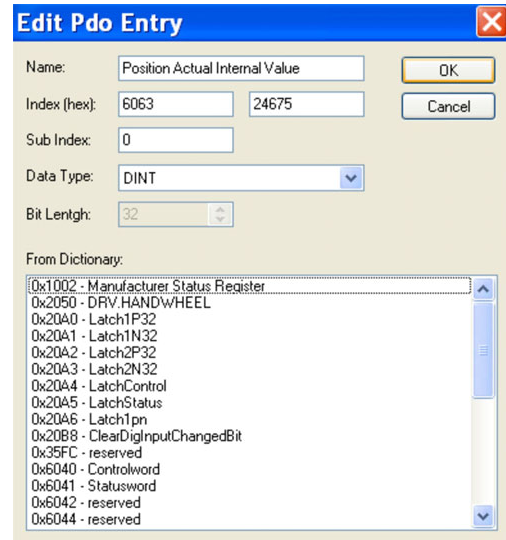 Edit Pdo Entry
Name: Position Actual Internal Value OK
Index (hex): 6063 24675 Cancel
Sub Index: 0
Data Type: DINT
Bit Lentgh: 32
From Dictionary:
0x1002 - Manufacturer Status Register
0x2050 - DRV.HANDWHEEL
0x20A0 - Latch1P32
0x20A1 - Latch1N32
0x20A2 - Latch2P32
0x20A3 - Latch2N32
0x20A4 - LatchControl
0x20A5 - LatchStatus
0x20A6 - Latch1pn
0x20B8 - ClearDigInputChangedBit
0x35FC - reserved
0x6040 - Controlword
0x6041 - Statusword
0x6042 - reserved
0x6044 - reserved